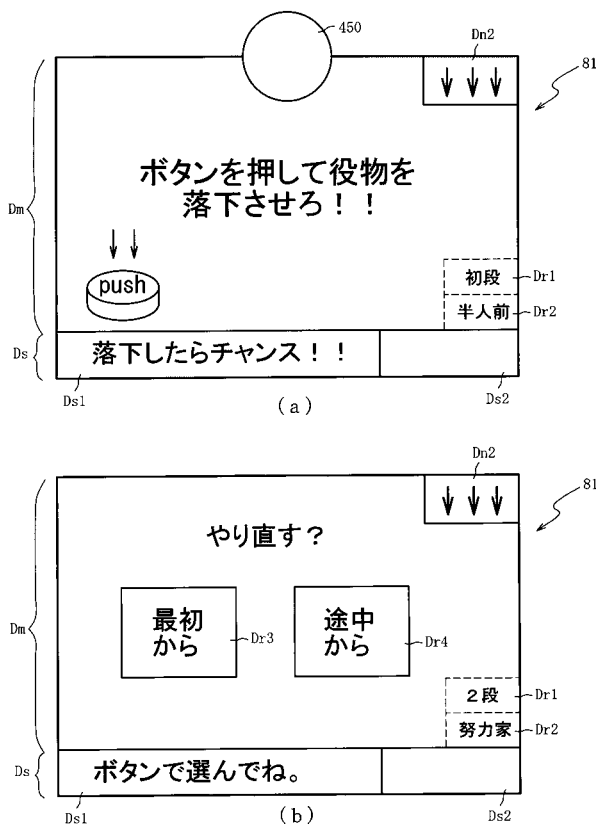 450
Dn2
81
Dm
ボタンを押して役物を
落下させろ！！
push
初段
Dr1
半人前
Dr2
Ds
落下したらチャンス！！
Ds1
Ds2
(a)
Dn2
81
やり直す？
Dm
最初
から
Dr3
途中
から
Dr4
2段
Dr1
努力家
Dr2
Ds
ボタンで選んでね。
Ds1
Ds2
(b)